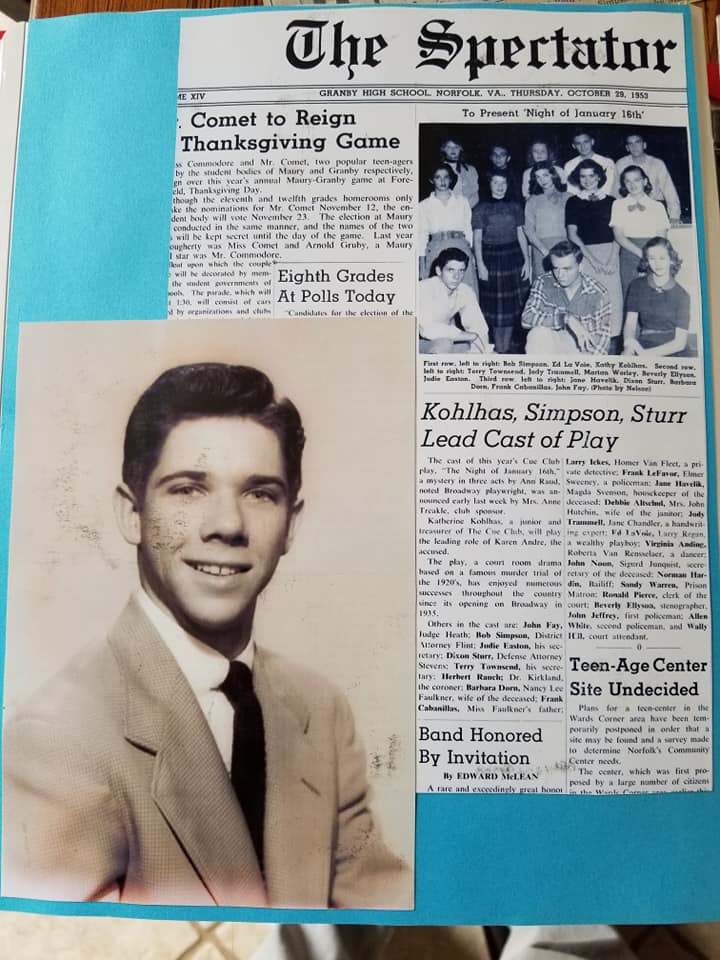 The Spectator
ME XIV
GRANBY HIGH SCHOOL, NORFOLK, VA., THURSDAY, OCTOBER 29, 1953
. Comet to Reign
Thanksgiving Game
ss Commodore and Mr. Comet, two popular teen-agers
by the student bodies of Maury and Granby respectively,
gn over this year's annual Maury-Granby game at Fore-
eld, Thanksgiving Day.
though the eleventh and twelfth grades homerooms only
ke the nominations for Mr. Comet November 12, the en-
dent body will vote November 23. The election at Maury
conducted in the same manner, and the names of the two
will be kept secret until the day of the game. Last year
ougherty was Miss Comet and Arnold Gruby, a Maury
l star was Mr. Commodore.
float upon which the couple
will be decorated by mem-
the student governments of
ools. The parade, which will
t 1:30, will consist of cars
d by organizations and clubs
Eighth Grades
At Polls Today
"Candidates for the election of the
To Present 'Night of January 16th'
First row, left to right: Bob Simpson, Ed La Voie, Kathy Kohlhas. Second row,
left to right: Terry Townsend, Judy Trammell, Marian Worley, Beverly Ellyson,
Judie Easton. Third row, left to right: Jane Havelik, Dixon Sturr, Barbara
Dorn, Frank Cabanillas, John Fay. (Photo by Nelson)
Kohlhas, Simpson, Sturr
Lead Cast of Play
The cast of this year's Cue Club
play, "The Night of January 16th,"
a mystery in three acts by Ann Raud,
noted Broadway playwright, was an-
nounced early last week by Mrs. Anne
Treakle, club sponsor.
Katherine Kohlhas, a junior and
treasurer of The Cue Club, will play
the leading role of Karen Andre, the
accused.
The play, a court room drama
based on a famous murder trial of
the 1920's, has enjoyed numerous
successes throughout the country
since its opening on Broadway in
1935.
Others in the cast are: John Fay,
Judge Heath; Bob Simpson, District
Attorney Flint; Judie Easton, his sec-
retary; Dixon Sturr, Defense Attorney
Stevens; Terry Townsend, his secre-
tary; Herbert Ranch; Dr. Kirkland,
the coroner; Barbara Dorn, Nancy Lee
Faulkner, wife of the deceased; Frank
Cabanillas, Miss Faulkner's father;
Larry Ickes, Homer Van Fleet, a pri-
vate detective; Frank LeFavor, Elmer
Sweeney, a policeman; Jane Havelik,
Magda Svenson, housekeeper of the
deceased; Debbie Altschul, Mrs. John
Hutchin, wife of the janitor; Judy
Trammell, Jane Chandler, a handwrit-
ing expert; Ed LaVoie, Larry Regan,
a wealthy playboy; Virginia Anding,
Roberta Van Rensselaer, a dancer;
John Noon, Sigurd Junquist, secre-
retary of the deceased; Norman Har-
din, Bailiff; Sandy Warren, Prison
Matron; Ronald Pierce, clerk of the
court; Beverly Ellyson, stenographer,
John Jeffrey, first policeman; Allen
White, second policeman, and Wally
Hill, court attendant.
Teen-Age Center
Site Undecided
Plans for a teen-center in the
Wards Corner area have been tem-
porarily postponed in order that a
site may be found and a survey made
to determine Norfolk's Community
Center needs.
The center, which was first pro-
posed by a large number of citizens
in the Wards Corner area earlier this
Band Honored
By Invitation
By EDWARD McLEAN
A rare and exceedingly great honor